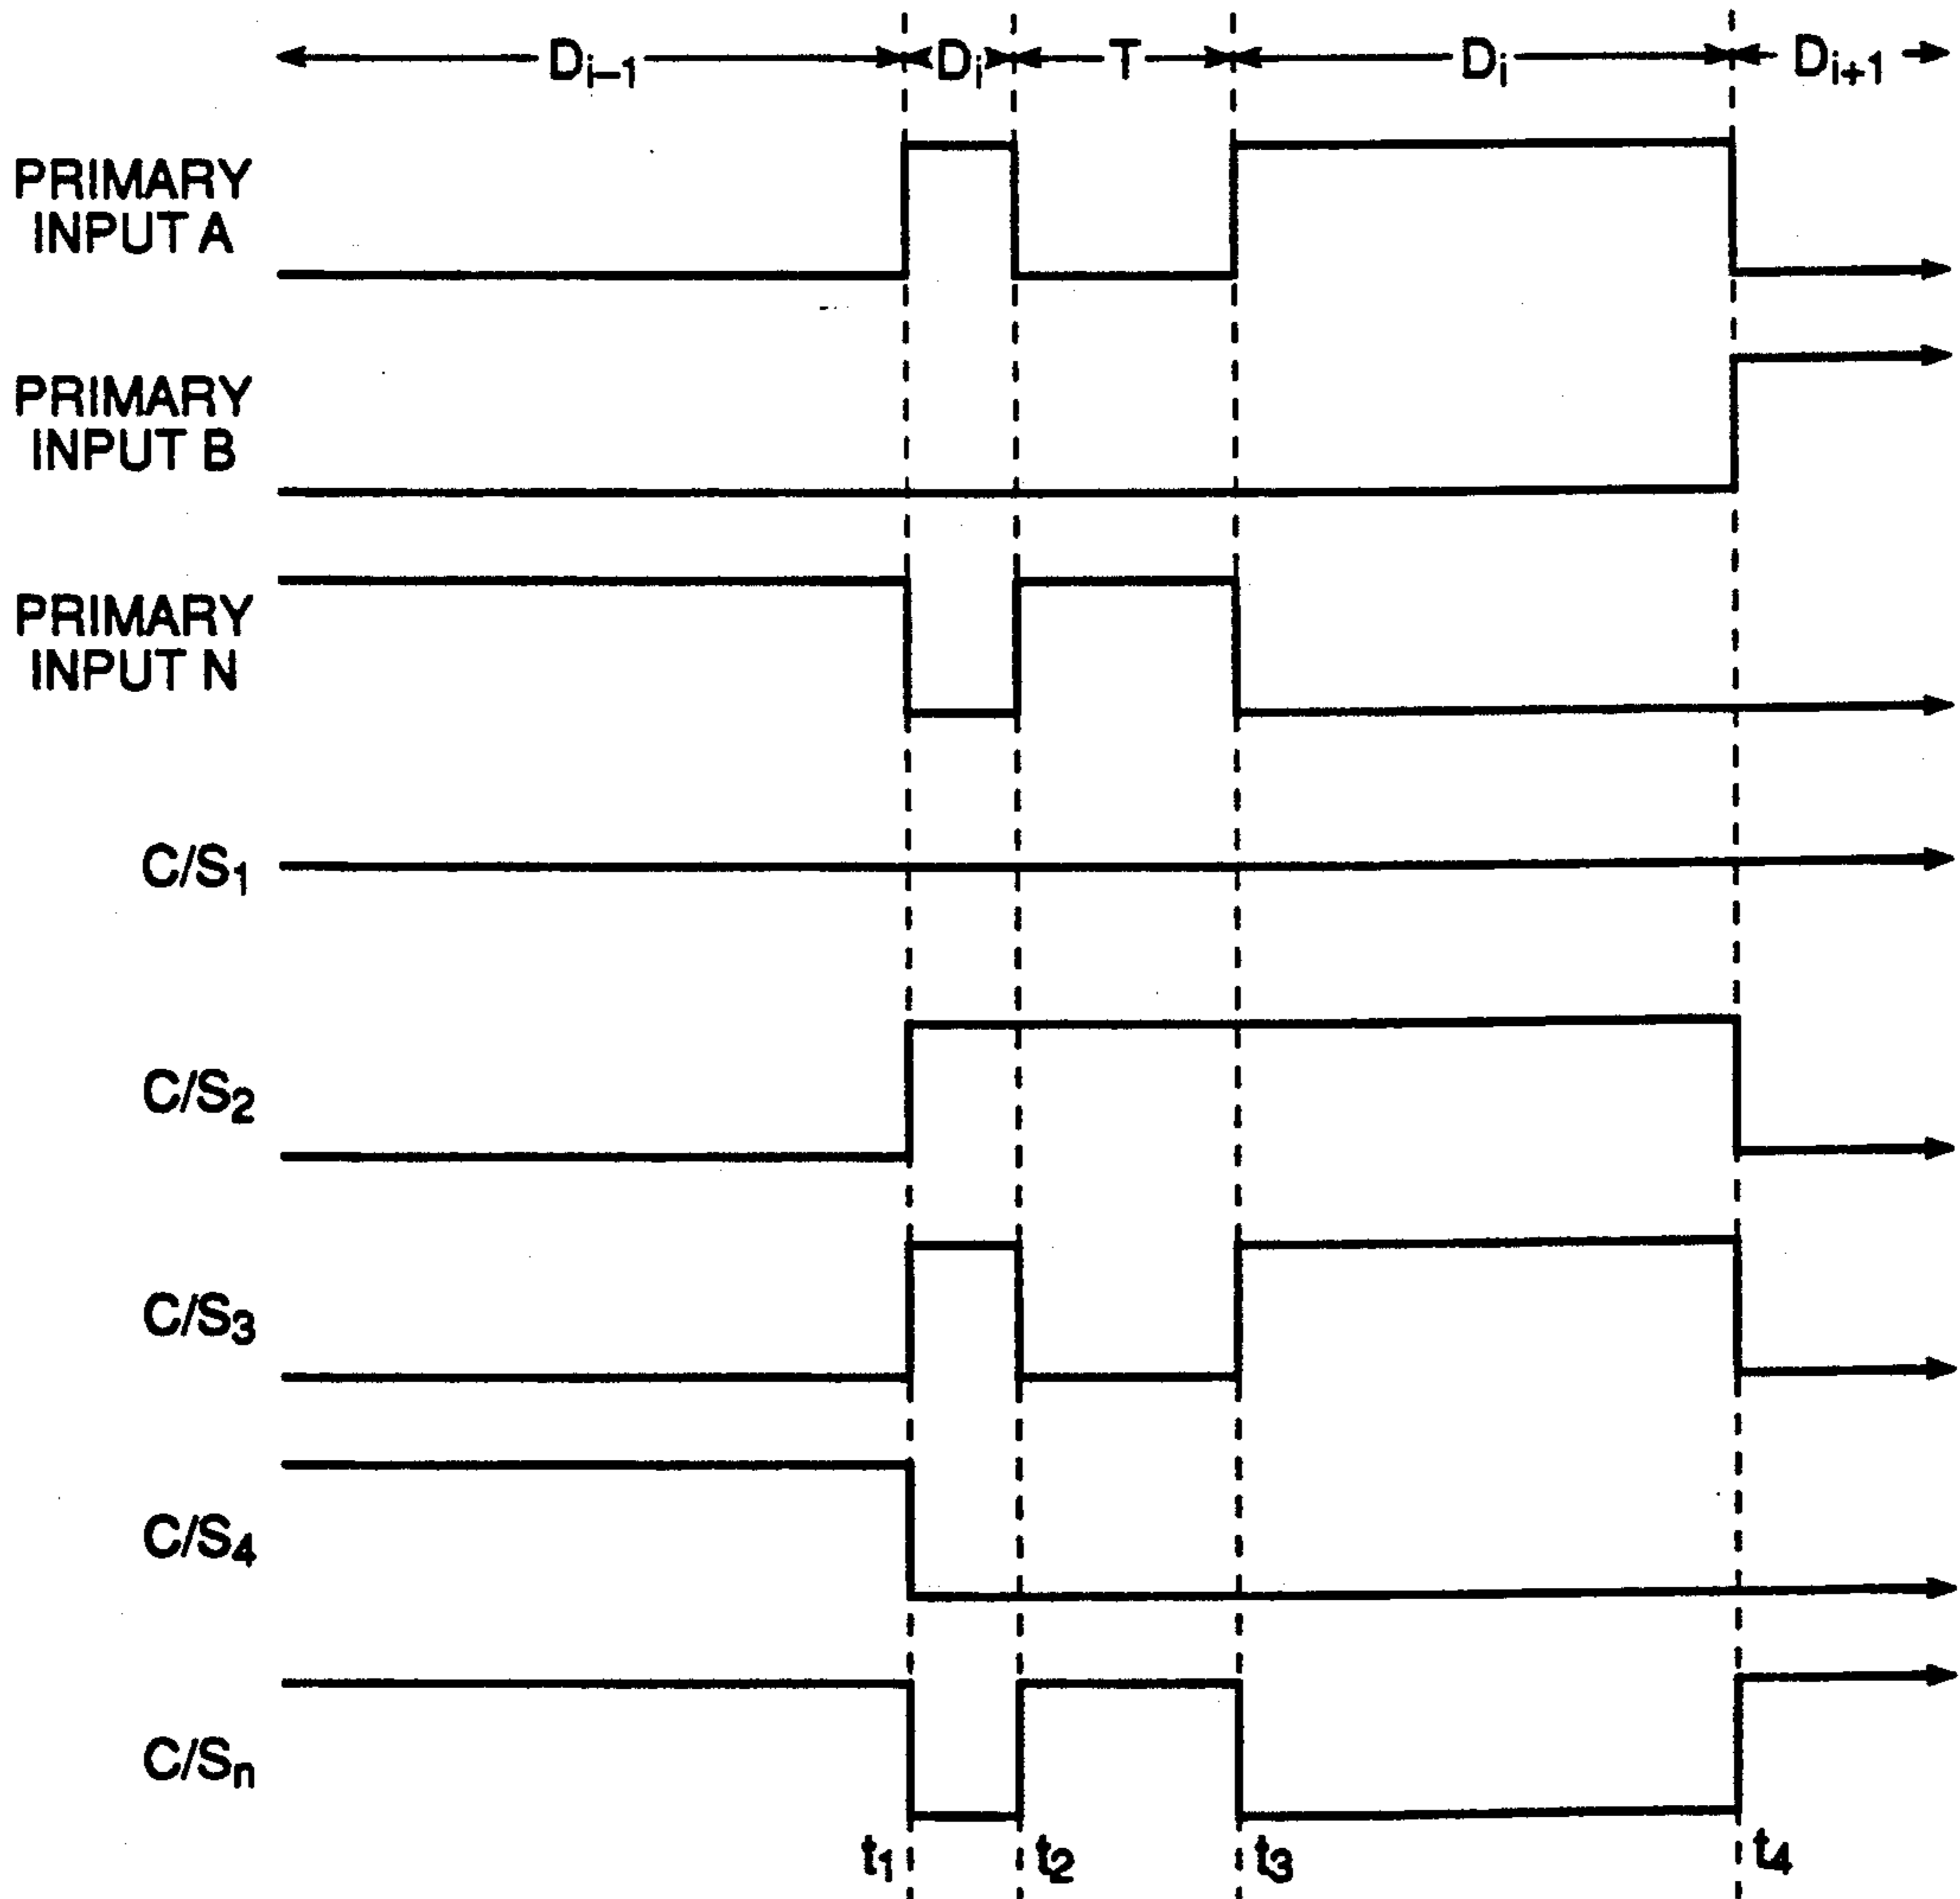 Di–1 Di T Di Di+1
PRIMARY
INPUT A
PRIMARY
INPUT B
PRIMARY
INPUT N
C/S1
C/S2
C/S3
C/S4
C/Sn
t1 t2 t3 t4